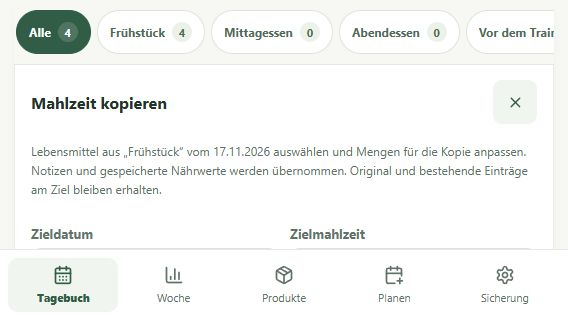 Alle 4 Frühstück 4 Mittagessen 0 Abendessen 0 Vor dem Train
Mahlzeit kopieren
Lebensmittel aus „Frühstück“ vom 17.11.2026 auswählen und Mengen für die Kopie anpassen.
Notizen und gespeicherte Nährwerte werden übernommen. Original und bestehende Einträge
am Ziel bleiben erhalten.
Zieldatum Zielmahlzeit
Tagebuch Woche Produkte Planen Sicherung